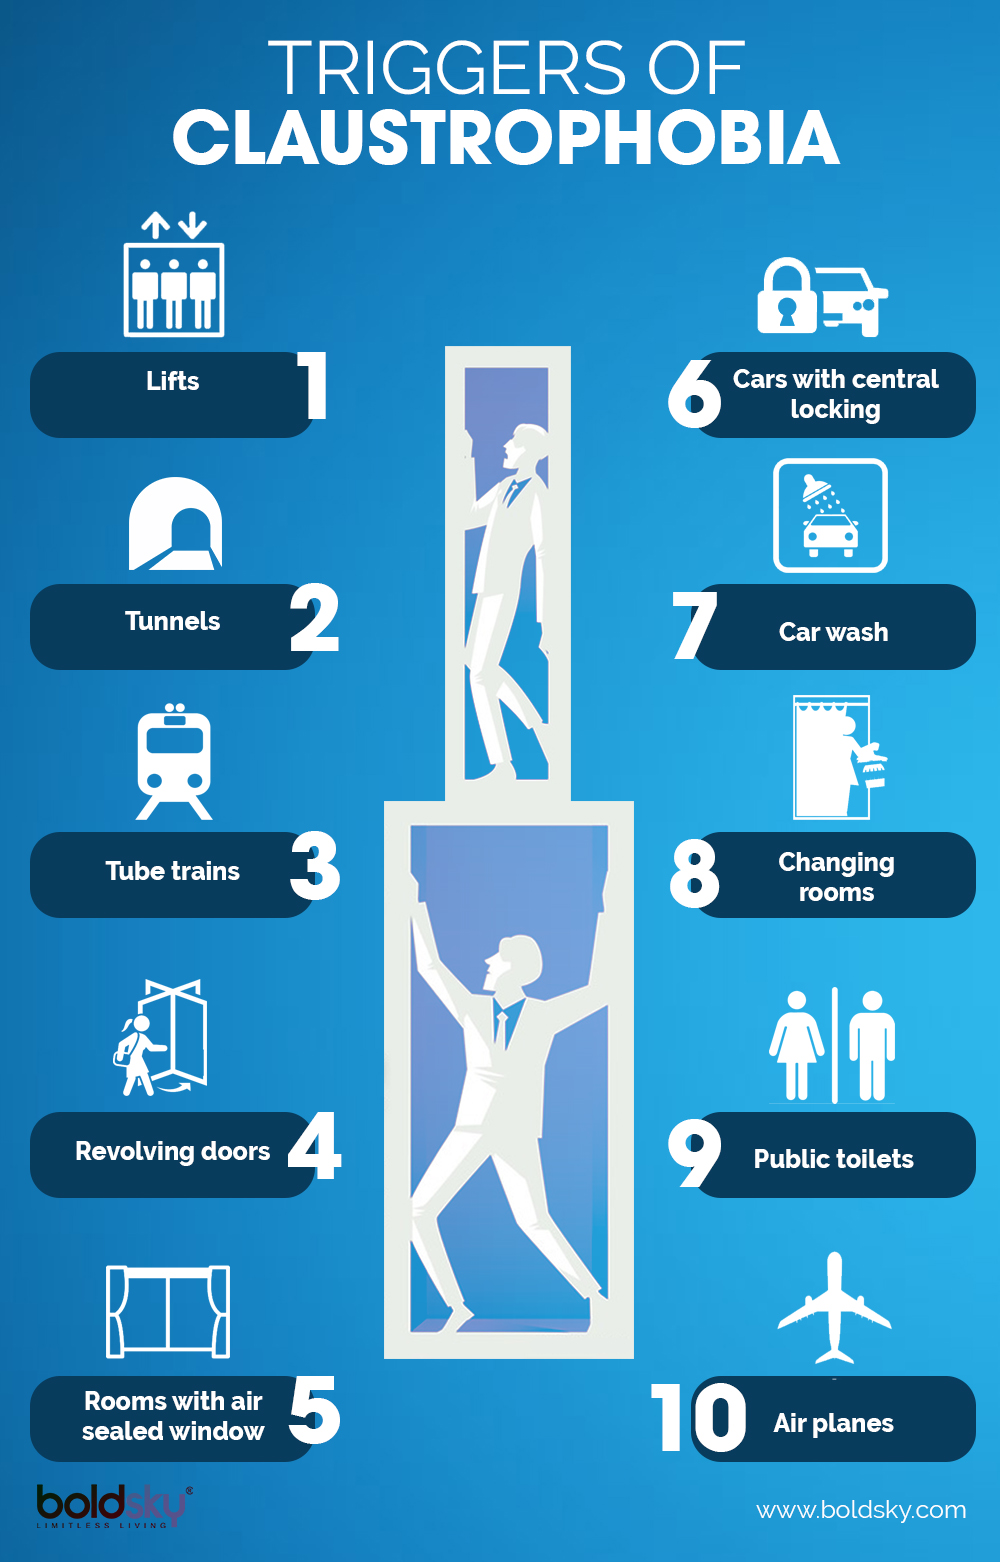 TRIGGERS OF
CLAUSTROPHOBIA
Lifts
1
Tunnels
2
Tube trains
3
Revolving doors
4
Rooms with air
sealed window
5
6
Cars with central
locking
7
Car wash
8
Changing
rooms
9
Public toilets
10
Air planes
boldsky®
LIMITLESS LIVING
www.boldsky.com